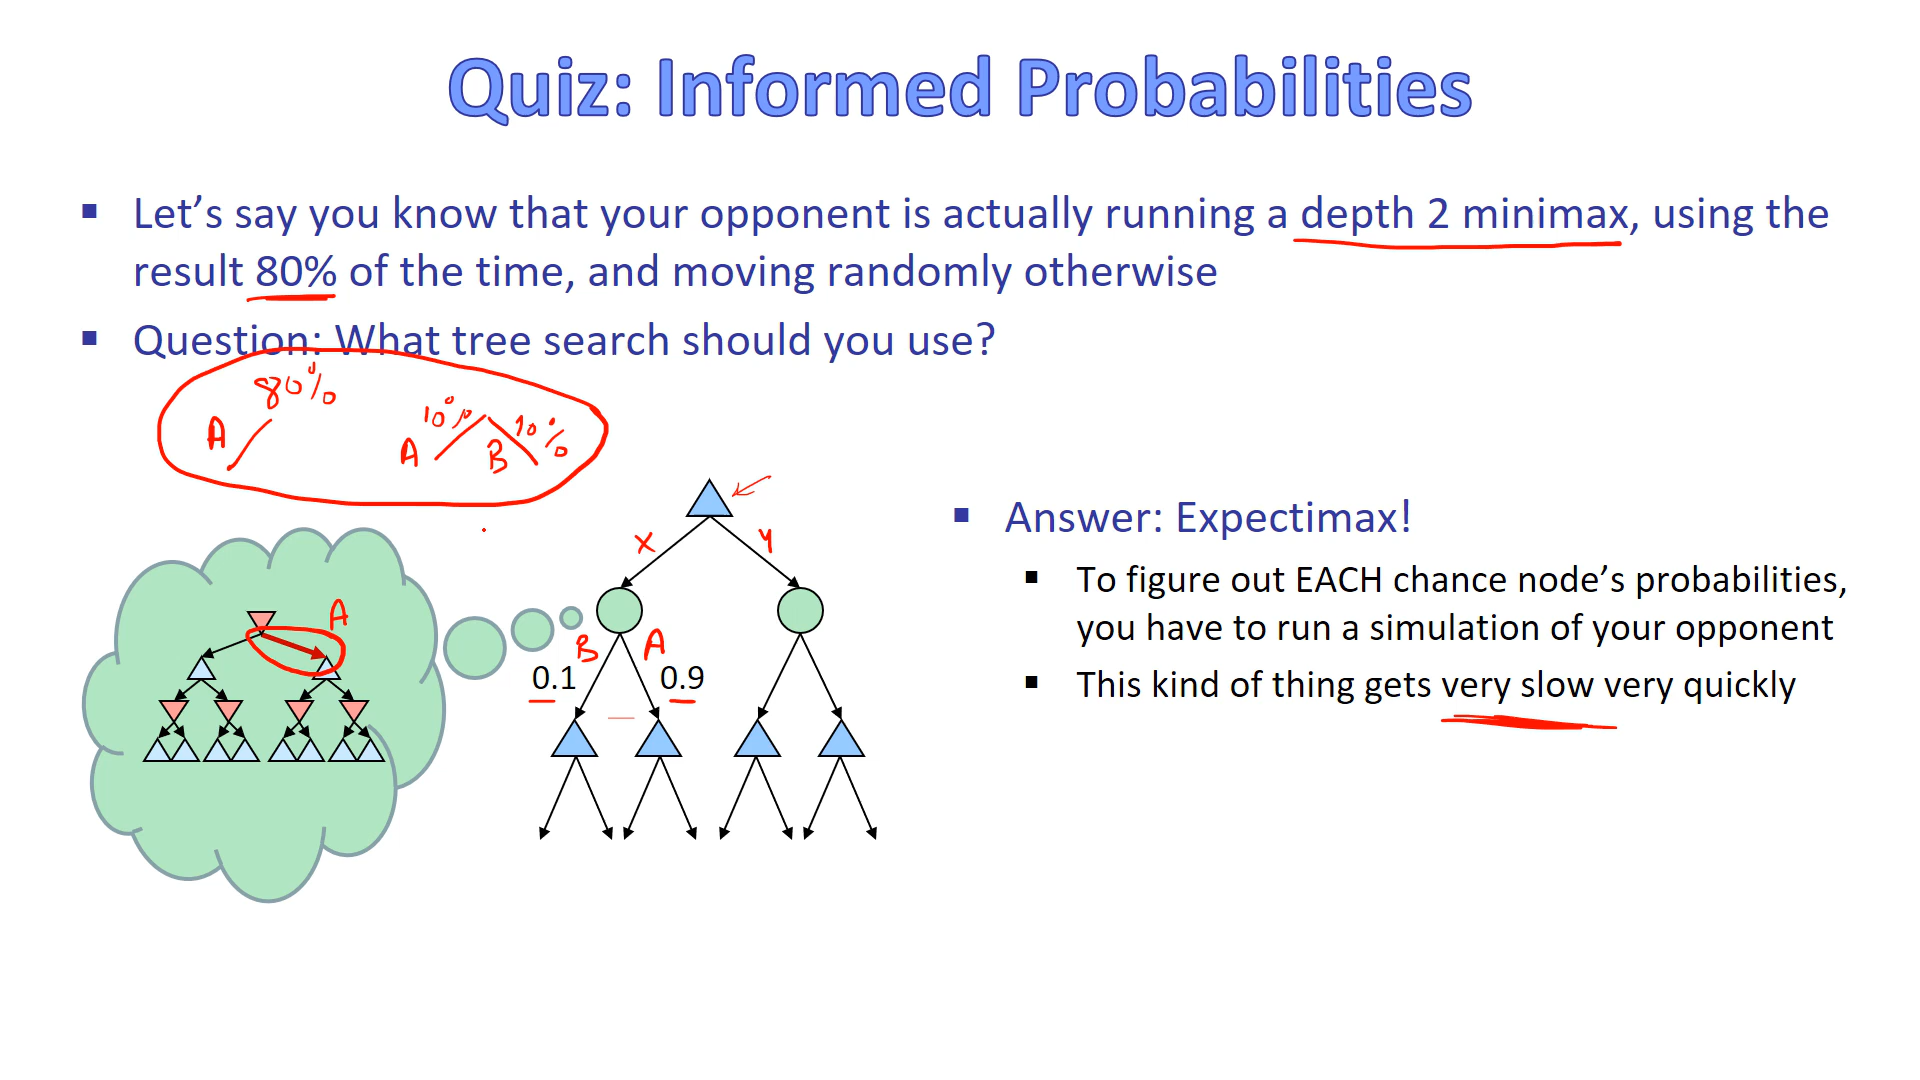 Quiz: Informed Probabilities
▪ Let’s say you know that your opponent is actually running a depth 2 minimax, using the
result 80% of the time, and moving randomly otherwise
▪ Question: What tree search should you use?
80%
A
10% 10%
A B
X y
▪ Answer: Expectimax!
▪ To figure out EACH chance node’s probabilities,
you have to run a simulation of your opponent
▪ This kind of thing gets very slow very quickly
A
B A
0.1 0.9